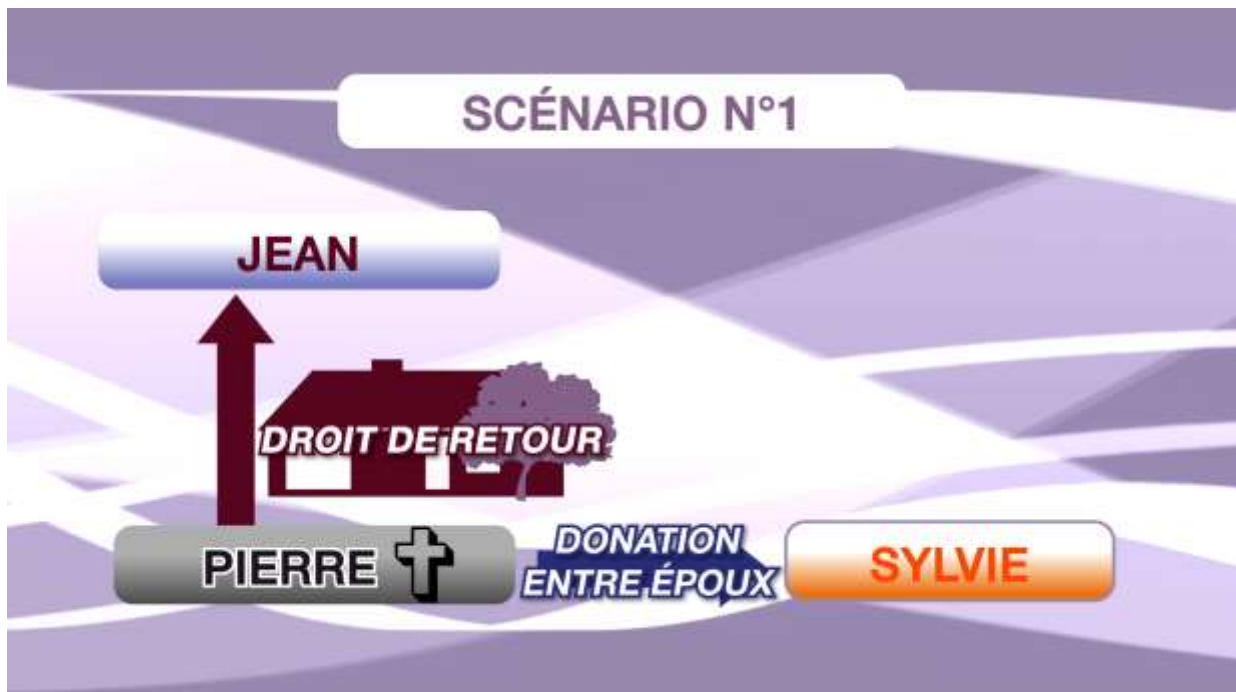 SCÉNARIO N°1
JEAN
DROIT DE RETOUR
PIERRE
DONATION
ENTRE ÉPOUX
SYLVIE